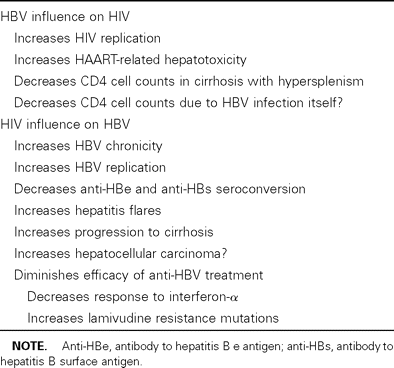 HBV influence on HIV
Increases HIV replication
Increases HAART-related hepatotoxicity
Decreases CD4 cell counts in cirrhosis with hypersplenism
Decreases CD4 cell counts due to HBV infection itself?
HIV influence on HBV
Increases HBV chronicity
Increases HBV replication
Decreases anti-HBe and anti-HBs seroconversion
Increases hepatitis flares
Increases progression to cirrhosis
Increases hepatocellular carcinoma?
Diminishes efficacy of anti-HBV treatment
Decreases response to interferon-α
Increases lamivudine resistance mutations
NOTE. Anti-HBe, antibody to hepatitis B e antigen; anti-HBs, antibody to
hepatitis B surface antigen.